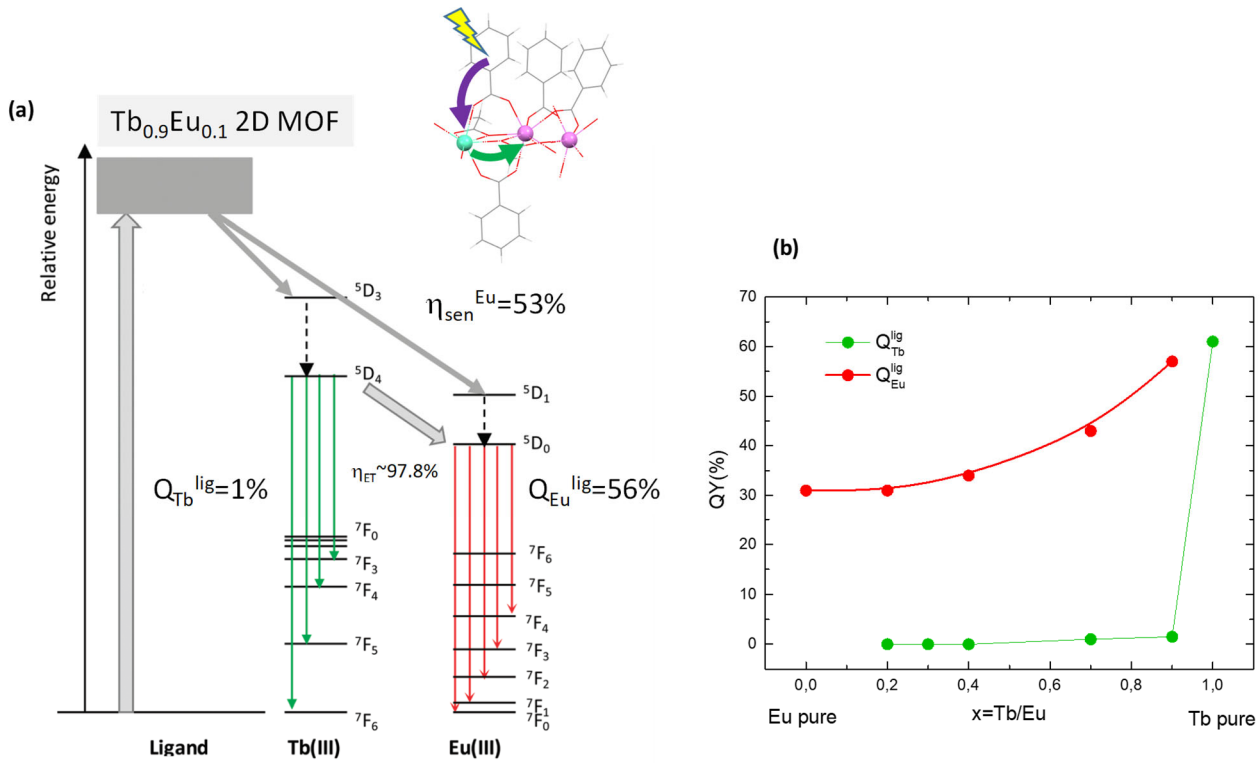 (a)
Tb0.9Eu0.1 2D MOF
Relative energy
5D3
ηsenEu=53%
5D4
5D1
5D0
ηET~97.8%
QTblig=1%
QEulig=56%
7F0
7F3
7F4
7F5
7F6
7F6
7F5
7F4
7F3
7F2
7F1
7F0
Ligand
Tb(III)
Eu(III)
(b)
70
60
50
40
30
20
10
0
QY(%)
QligTb
QligEu
0,0
0,2
0,4
0,6
0,8
1,0
Eu pure
x=Tb/Eu
Tb pure